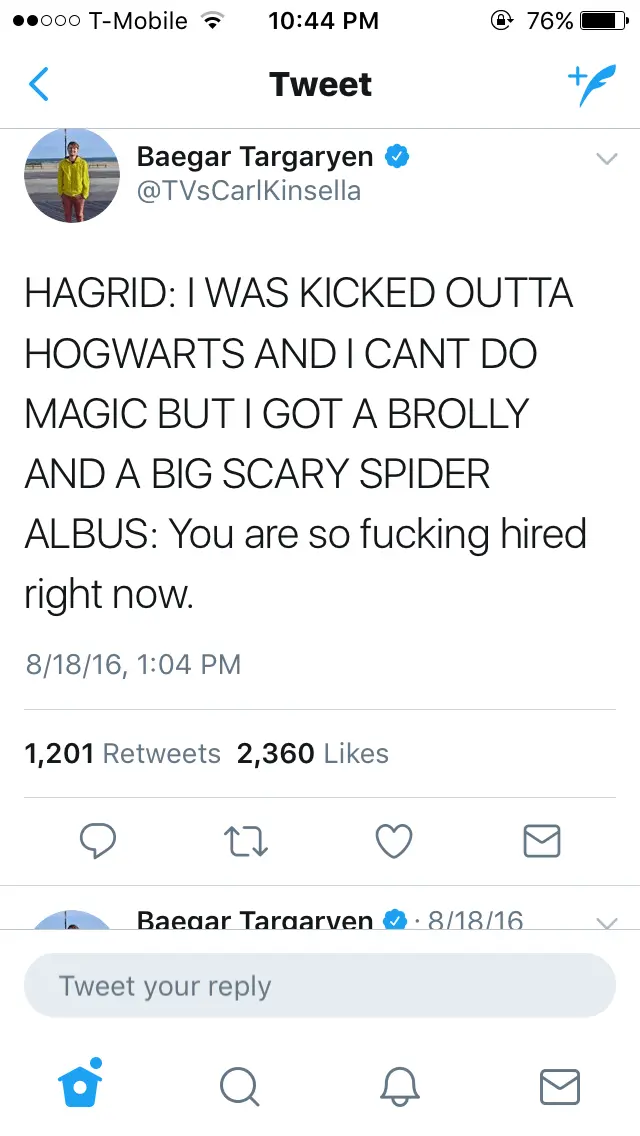 T-Mobile 10:44 PM 76%
Tweet
Baegar Targaryen
@TVsCarlKinsella
HAGRID: I WAS KICKED OUTTA
HOGWARTS AND I CANT DO
MAGIC BUT I GOT A BROLLY
AND A BIG SCARY SPIDER
ALBUS: You are so fucking hired
right now.
8/18/16, 1:04 PM
1,201 Retweets 2,360 Likes
Baegar Targaryen · 8/18/16
Tweet your reply